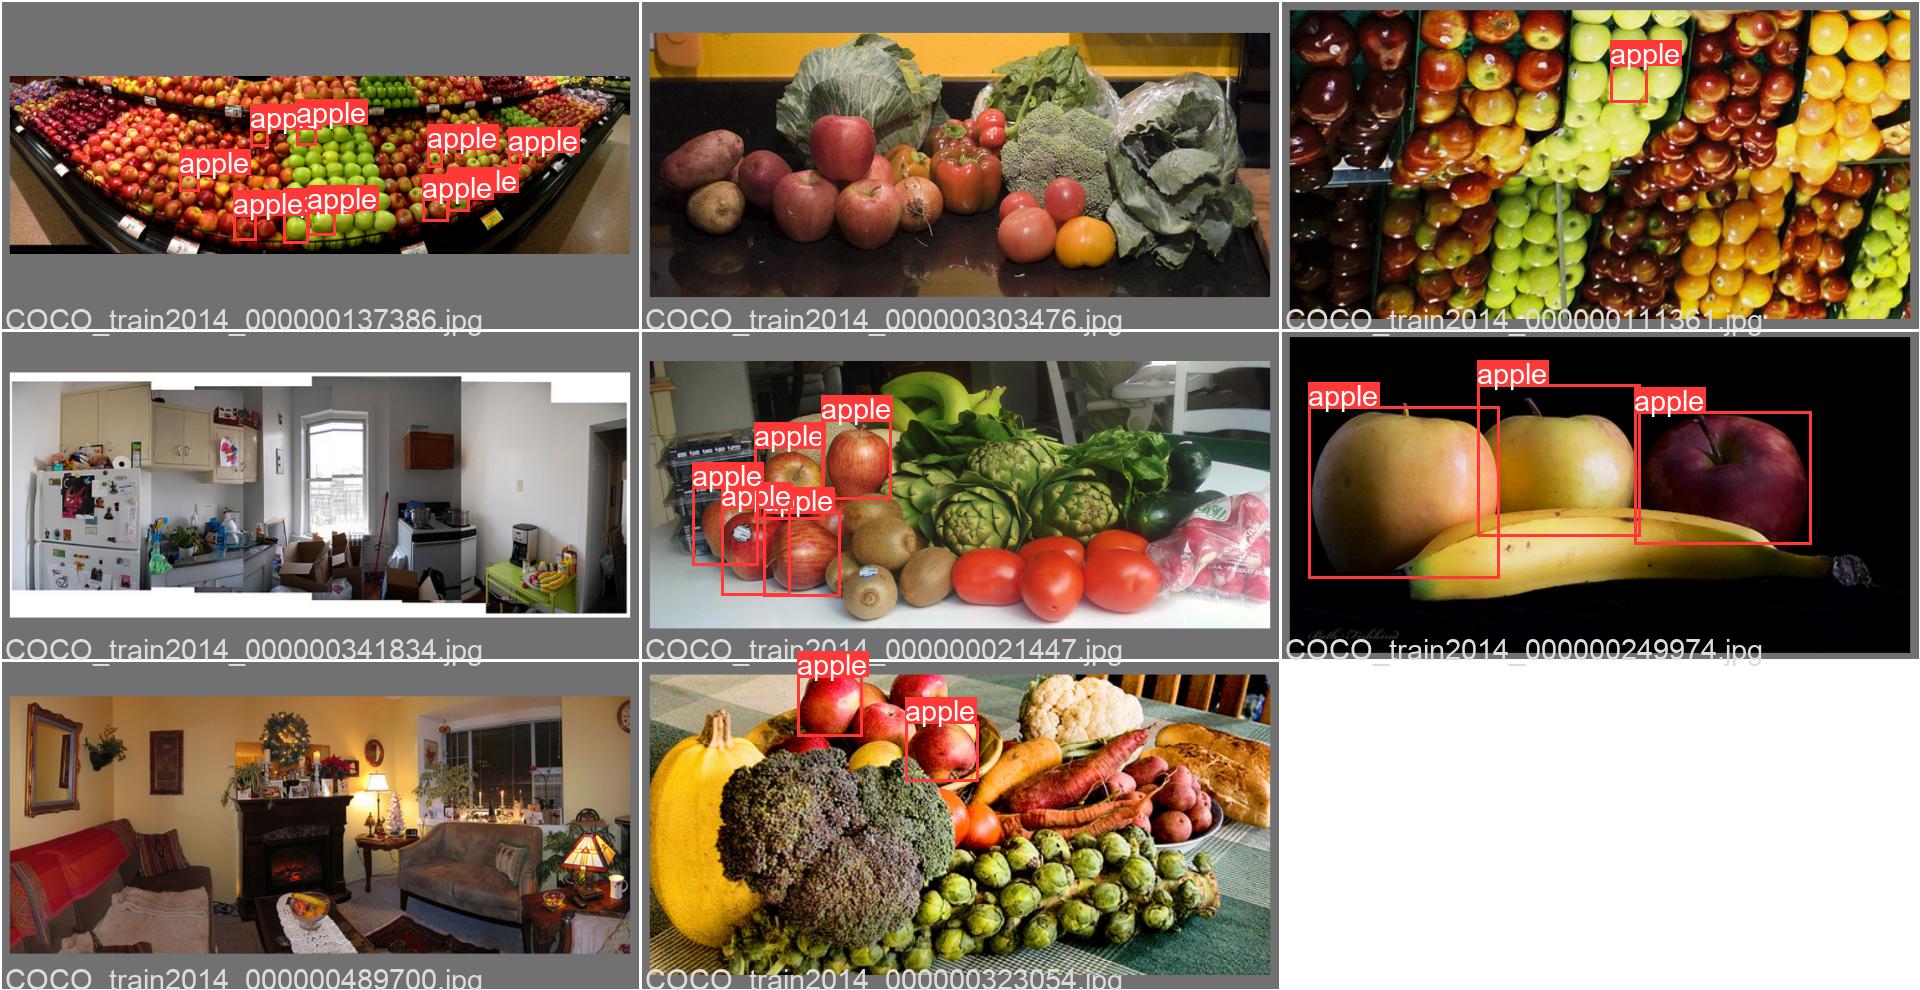 apple
apple
apple
apple
apple
apple
apple
apple
le
COCO_train2014_000000137386.jpg
COCO_train2014_000000303476.jpg
apple
COCO_train2014_000000111361.jpg
COCO_train2014_000000341834.jpg
apple
apple
apple
apple
apple
COCO_train2014_000000021447.jpg
apple
apple
apple
COCO_train2014_000000249974.jpg
COCO_train2014_000000489700.jpg
apple
apple
COCO_train2014_000000323054.jpg